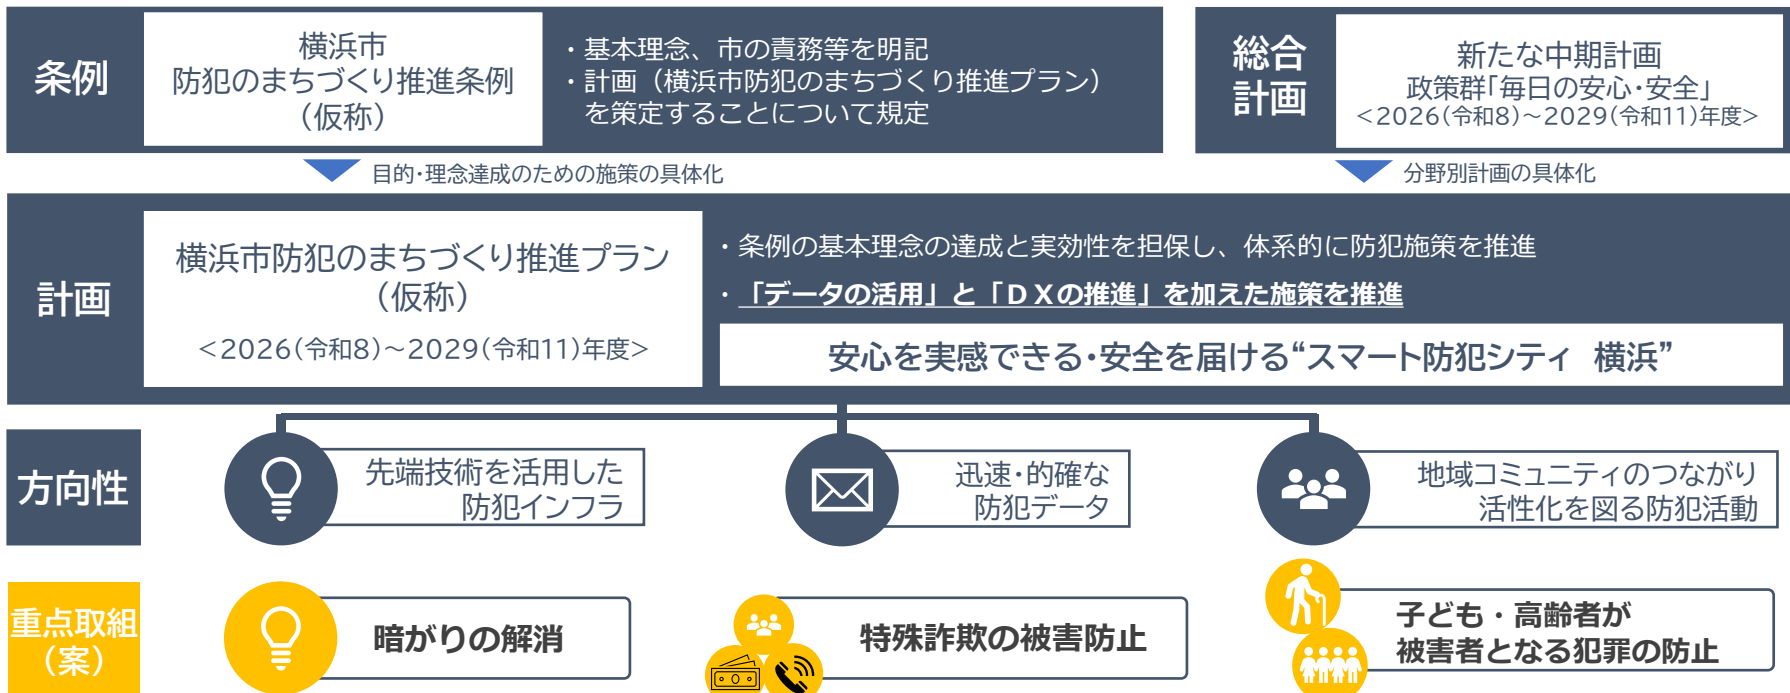 条例
横浜市
防犯のまちづくり推進条例
（仮称）
・基本理念、市の責務等を明記
・計画（横浜市防犯のまちづくり推進プラン）
を策定することについて規定
総合
計画
新たな中期計画
政策群「毎日の安心・安全」
<2026(令和8)～2029(令和11)年度>
目的・理念達成のための施策の具体化
分野別計画の具体化
計画
横浜市防犯のまちづくり推進プラン
（仮称）
<2026(令和8)～2029(令和11)年度>
・条例の基本理念の達成と実効性を担保し、体系的に防犯施策を推進
・「データの活用」と「ＤＸの推進」を加えた施策を推進
安心を実感できる・安全を届ける“スマート防犯シティ 横浜”
方向性
先端技術を活用した
防犯インフラ
迅速・的確な
防犯データ
地域コミュニティのつながり
活性化を図る防犯活動
重点取組
（案）
暗がりの解消
特殊詐欺の被害防止
子ども・高齢者が
被害者となる犯罪の防止